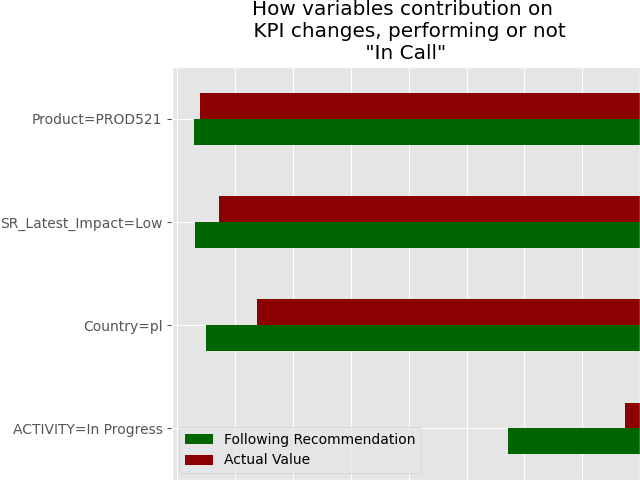 How variables contribution on
KPI changes, performing or not
"In Call"
Product=PROD521
SR_Latest_Impact=Low
Country=pl
ACTIVITY=In Progress
Following Recommendation
Actual Value